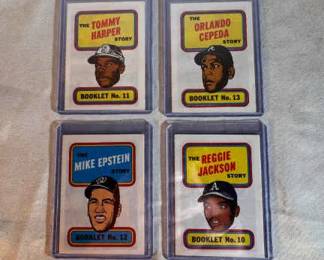 THE
TOMMY
HARPER
STORY
BOOKLET No. 11
THE
ORLANDO
CEPEDA
STORY
BOOKLET No. 13
THE
MIKE EPSTEIN
STORY
BOOKLET No. 12
THE
REGGIE
JACKSON
STORY
A
BOOKLET No. 10